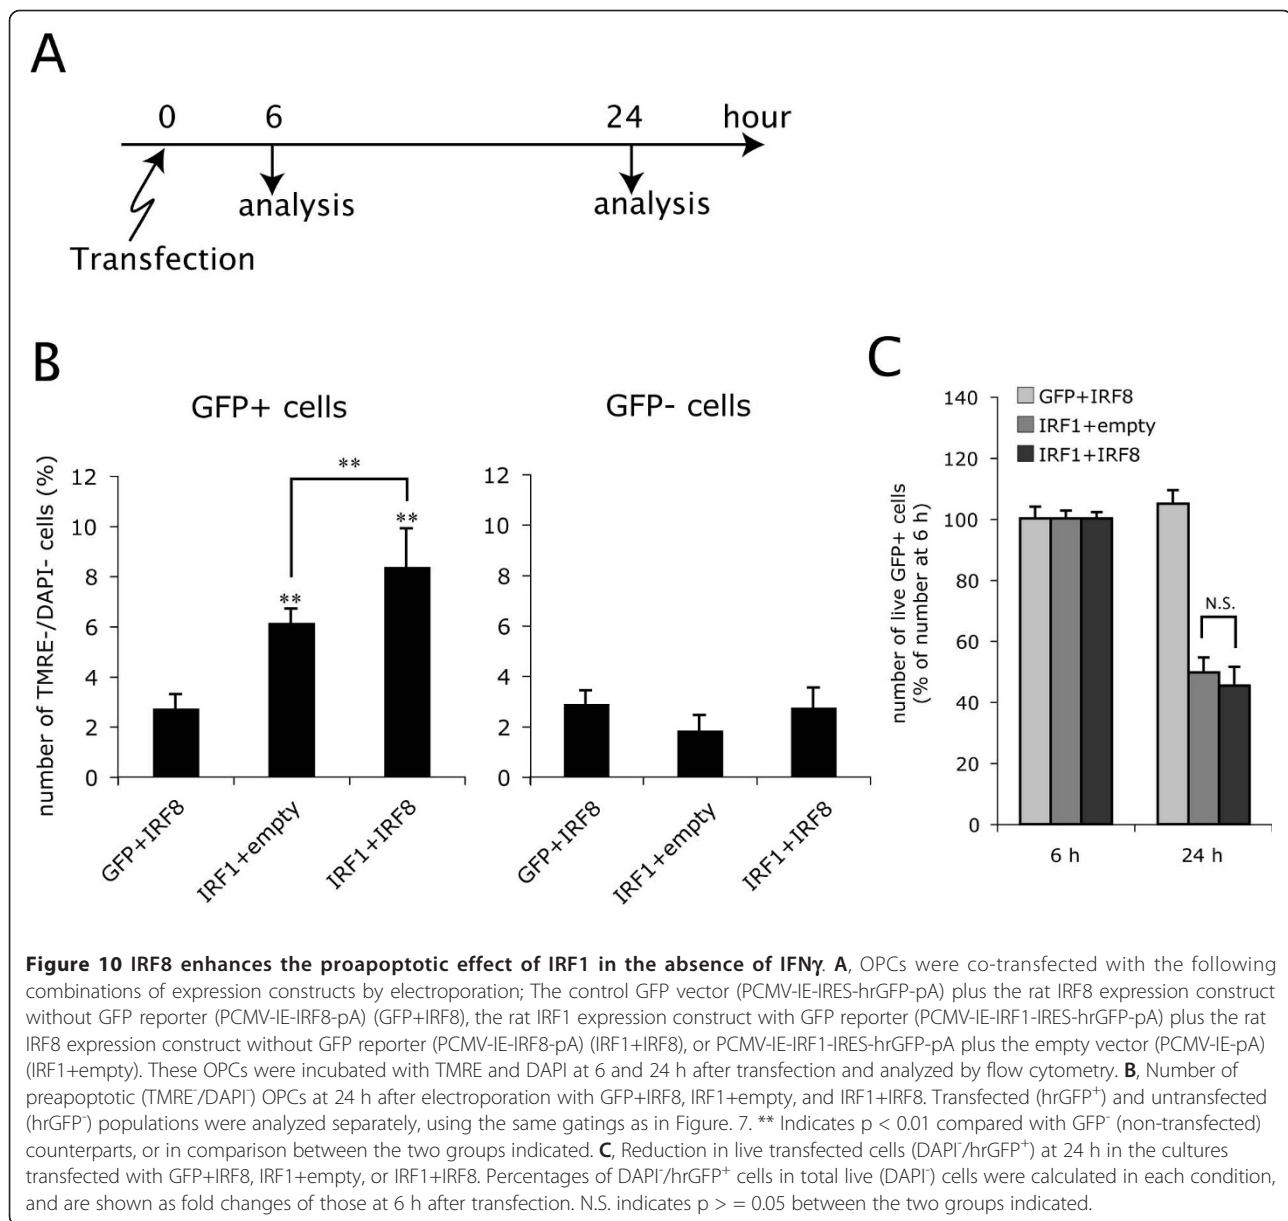 A
0 6 24 hour
analysis analysis
Transfection
B
GFP+ cells
GFP- cells
number of TMRE-/DAPI- cells (%)
12
10
8
6
4
2
0
**
**
**
GFP+IRF8
IRF1+empty
IRF1+IRF8
12
10
8
6
4
2
0
GFP+IRF8
IRF1+empty
IRF1+IRF8
C
GFP+IRF8
IRF1+empty
IRF1+IRF8
number of live GFP+ cells
(% of number at 6 h)
140
120
100
80
60
40
20
0
N.S.
6 h 24 h
Figure 10 IRF8 enhances the proapoptotic effect of IRF1 in the absence of IFNγ. A, OPCs were co-transfected with the following
combinations of expression constructs by electroporation; The control GFP vector (PCMV-IE-IRES-hrGFP-pA) plus the rat IRF8 expression construct
without GFP reporter (PCMV-IE-IRF8-pA) (GFP+IRF8), the rat IRF1 expression construct with GFP reporter (PCMV-IE-IRF1-IRES-hrGFP-pA) plus the rat
IRF8 expression construct without GFP reporter (PCMV-IE-IRF8-pA) (IRF1+IRF8), or PCMV-IE-IRF1-IRES-hrGFP-pA plus the empty vector (PCMV-IE-pA)
(IRF1+empty). These OPCs were incubated with TMRE and DAPI at 6 and 24 h after transfection and analyzed by flow cytometry. B, Number of
preapoptotic (TMRE⁻/DAPI⁻) OPCs at 24 h after electroporation with GFP+IRF8, IRF1+empty, and IRF1+IRF8. Transfected (hrGFP⁺) and untransfected
(hrGFP⁻) populations were analyzed separately, using the same gatings as in Figure. 7. ** Indicates p < 0.01 compared with GFP⁻ (non-transfected)
counterparts, or in comparison between the two groups indicated. C, Reduction in live transfected cells (DAPI⁻/hrGFP⁺) at 24 h in the cultures
transfected with GFP+IRF8, IRF1+empty, or IRF1+IRF8. Percentages of DAPI⁻/hrGFP⁺ cells in total live (DAPI⁻) cells were calculated in each condition,
and are shown as fold changes of those at 6 h after transfection. N.S. indicates p > = 0.05 between the two groups indicated.